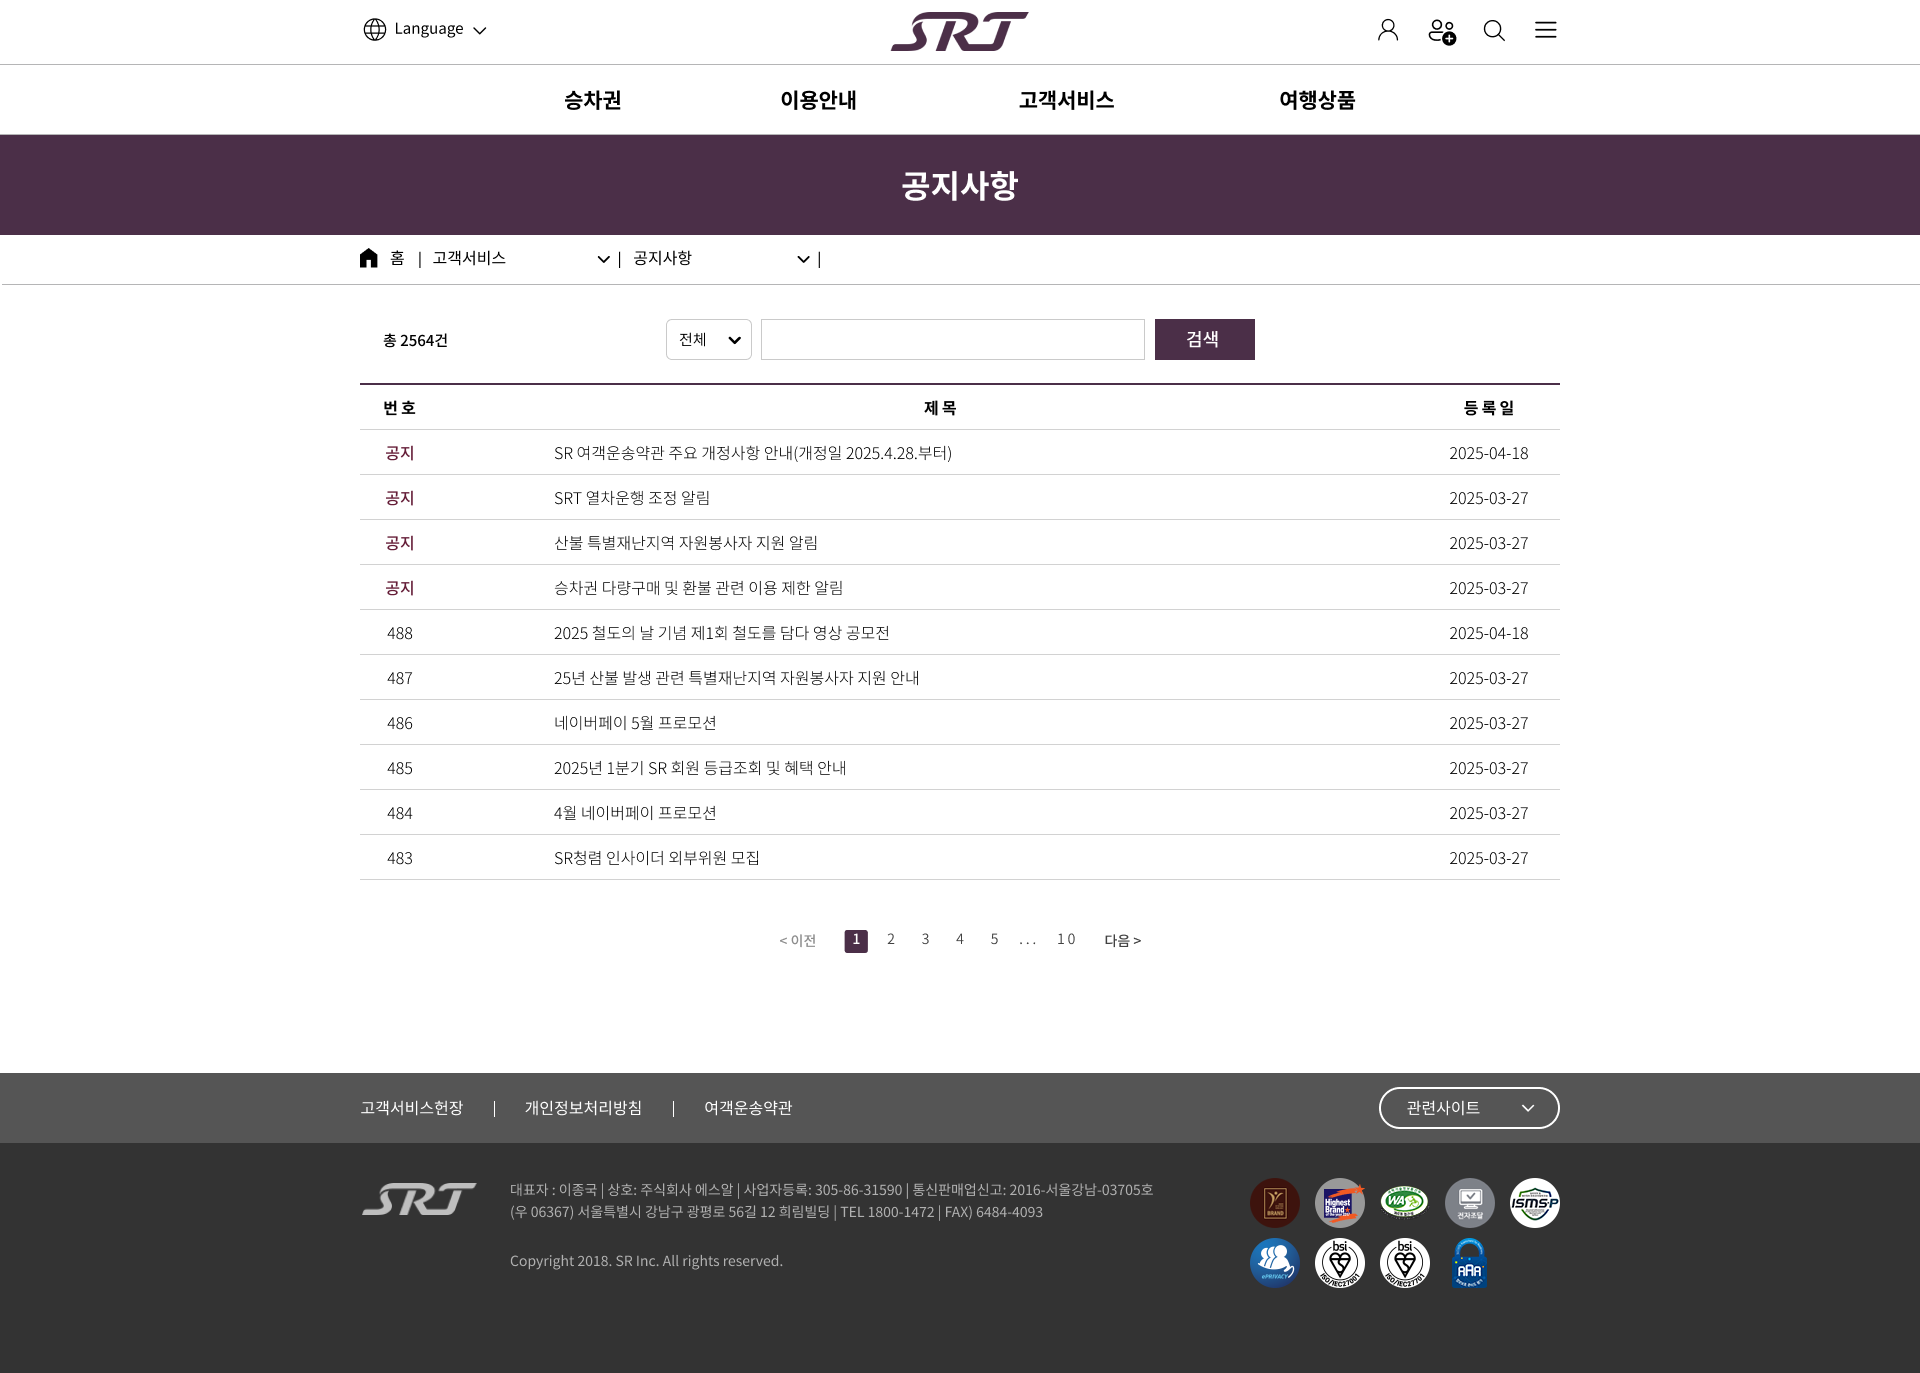 Language
SRT
승차권 이용안내 고객서비스 여행상품
공지사항
홈 | 고객서비스 | 공지사항 |
총 2564건 전체 검색
번 호 제 목 등 록 일
공지 SR 여객운송약관 주요 개정사항 안내(개정일 2025.4.28.부터) 2025-04-18
공지 SRT 열차운행 조정 알림 2025-03-27
공지 산불 특별재난지역 자원봉사자 지원 알림 2025-03-27
공지 승차권 다량구매 및 환불 관련 이용 제한 알림 2025-03-27
488 2025 철도의 날 기념 제1회 철도를 담다 영상 공모전 2025-04-18
487 25년 산불 발생 관련 특별재난지역 자원봉사자 지원 안내 2025-03-27
486 네이버페이 5월 프로모션 2025-03-27
485 2025년 1분기 SR 회원 등급조회 및 혜택 안내 2025-03-27
484 4월 네이버페이 프로모션 2025-03-27
483 SR청렴 인사이더 외부위원 모집 2025-03-27
< 이전 1 2 3 4 5 ... 10 다음 >
고객서비스헌장 | 개인정보처리방침 | 여객운송약관 관련사이트
SRT
대표자 : 이종국 | 상호: 주식회사 에스알 | 사업자등록: 305-86-31590 | 통신판매업신고: 2016-서울강남-03705호
(우 06367) 서울특별시 강남구 광평로 56길 12 희림빌딩 | TEL 1800-1472 | FAX) 6484-4093
Copyright 2018. SR Inc. All rights reserved.
BRAND
Highest
Brand
WA
전자조달
ISMS-P
ePRIVACY
bsi
ISO/IEC27001
bsi
ISO/IEC27701
AAA